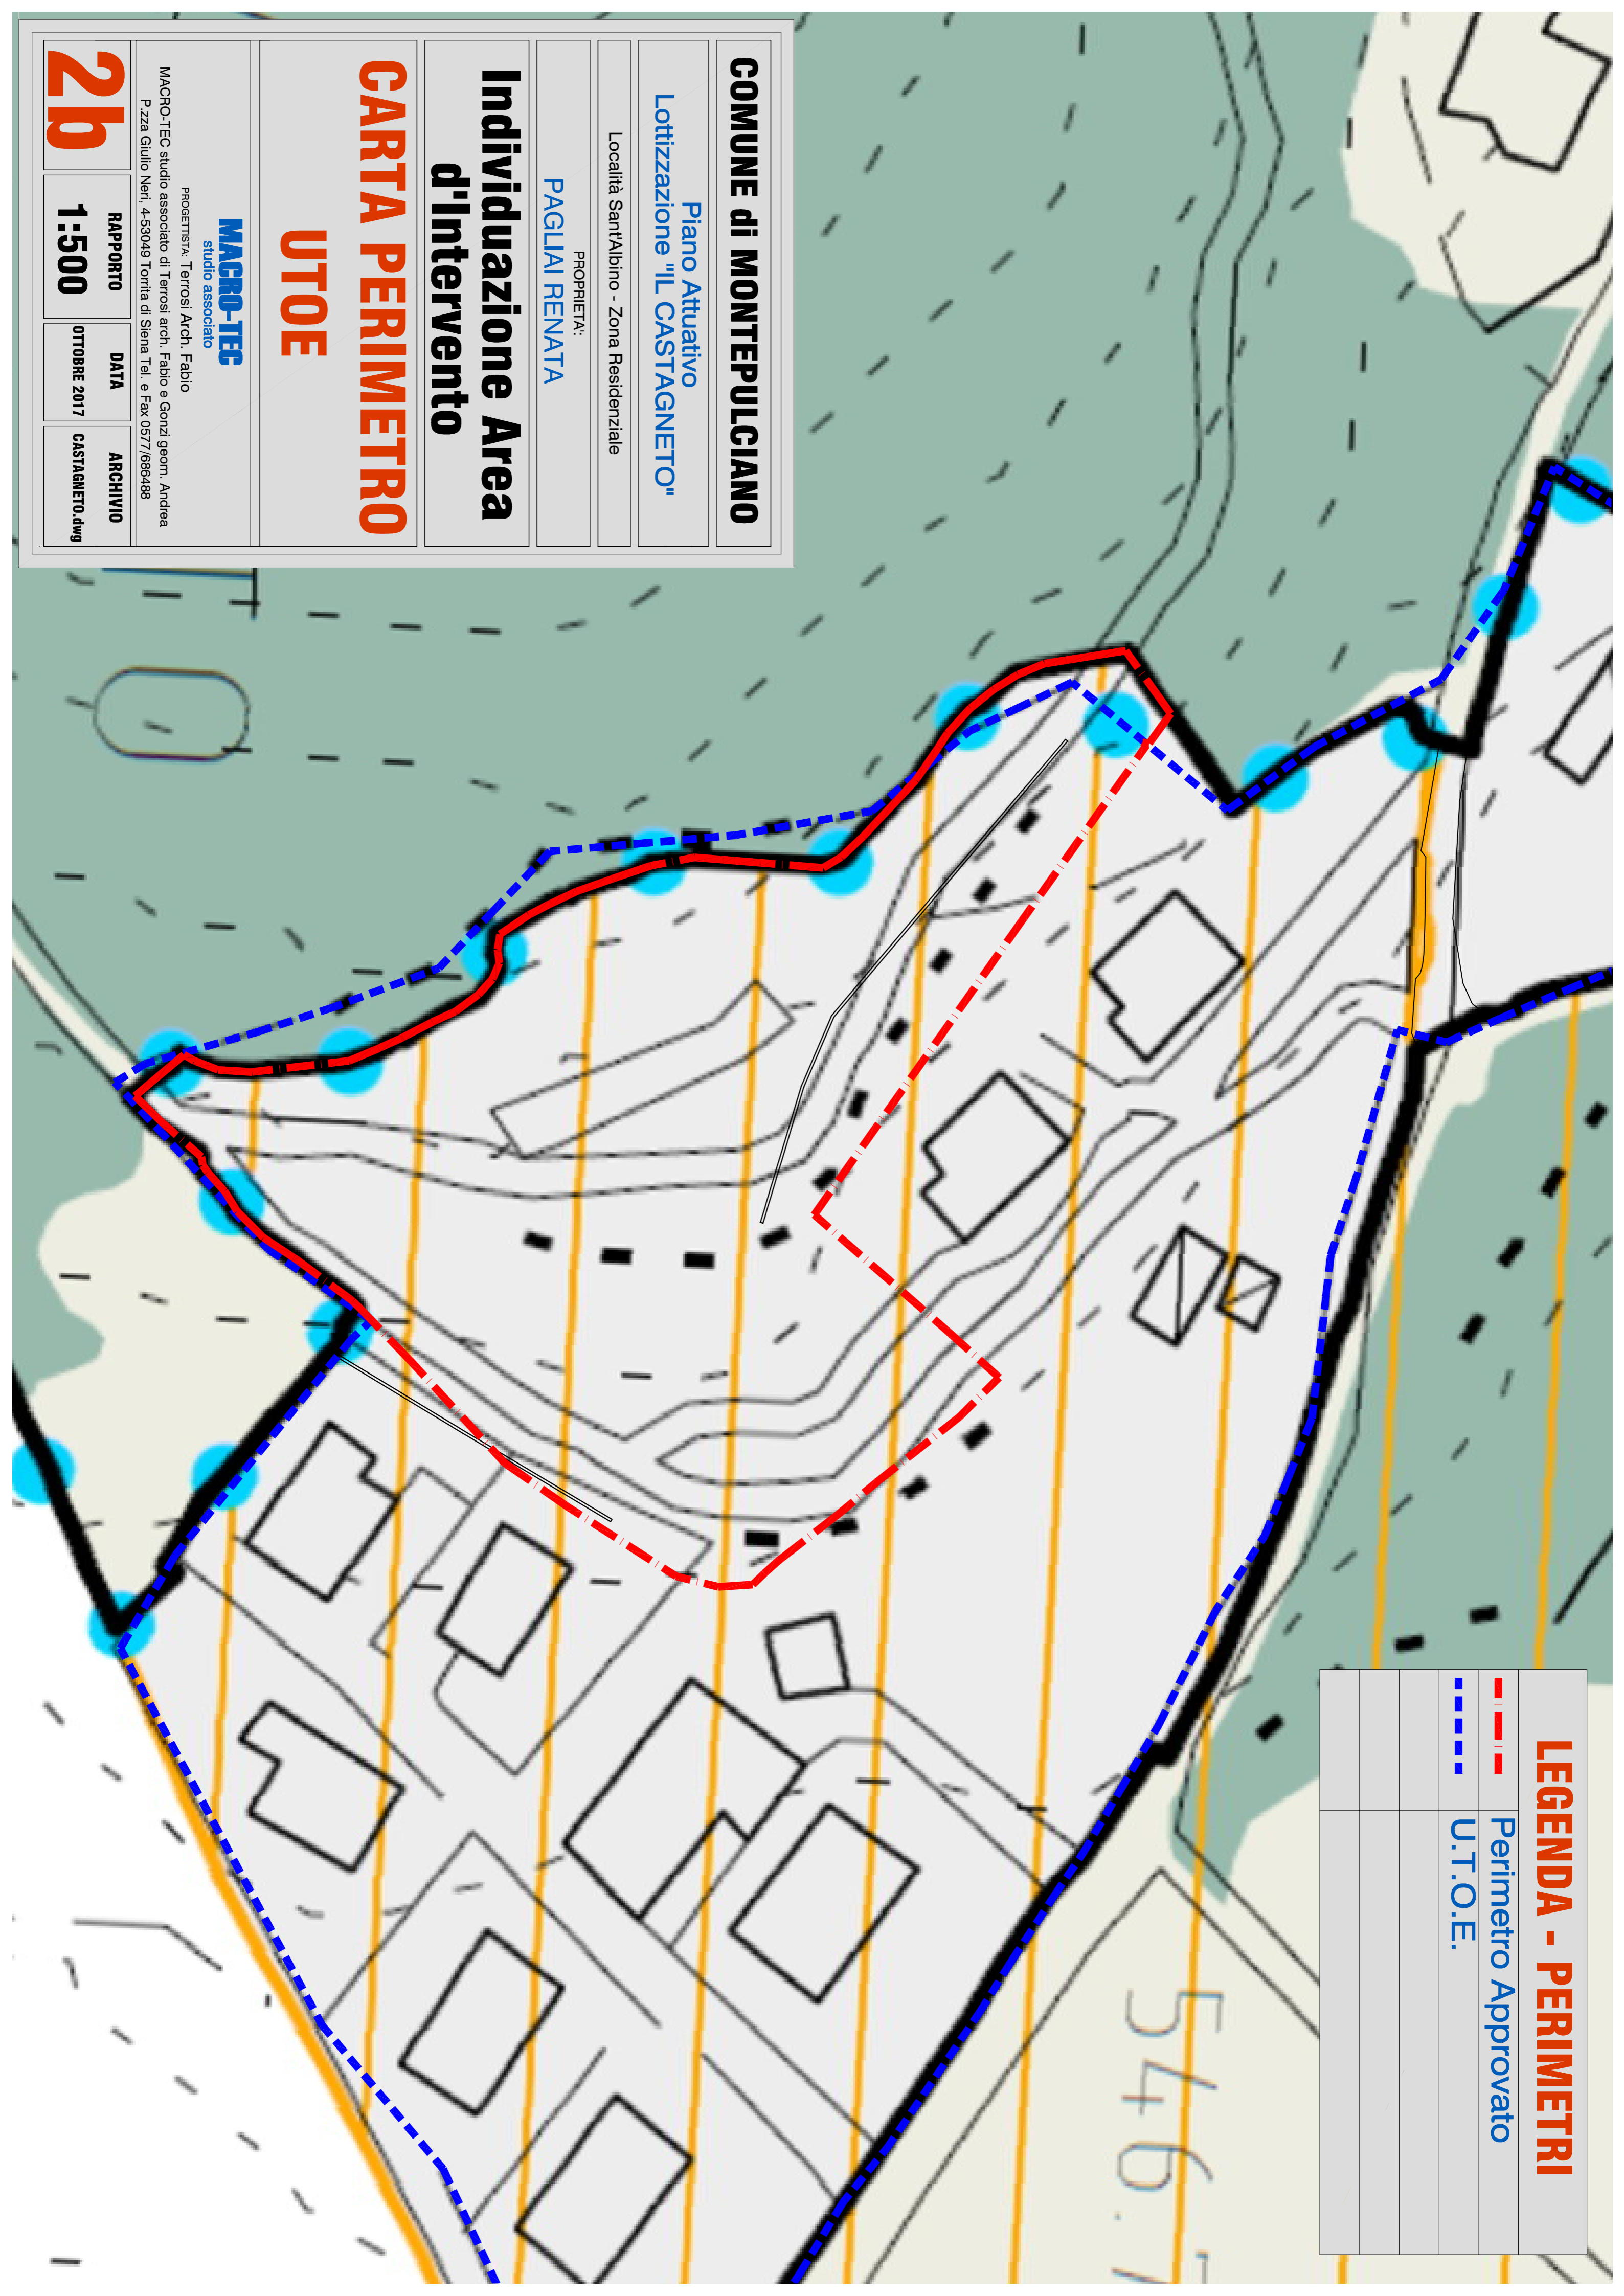 COMUNE di MONTEPULCIANO
Piano Attuativo
Lottizzazione "IL CASTAGNETO"
Località Sant'Albino - Zona Residenziale
PROPRIETA':
PAGLIAI RENATA
Individuazione Area
d'Intervento
CARTA PERIMETRO
UTOE
MACRO-TEC
studio associato
PROGETTISTA: Terrosi Arch. Fabio
MACRO-TEC studio associato di Terrosi arch. Fabio e Gonzi geom. Andrea
P.zza Giulio Neri, 4-53049 Torrita di Siena Tel. e Fax 0577/686488
2b
RAPPORTO
1:500
DATA
OTTOBRE 2017
ARCHIVIO
CASTAGNETO.dwg
LEGENDA - PERIMETRI
Perimetro Approvato
U.T.O.E.
546.